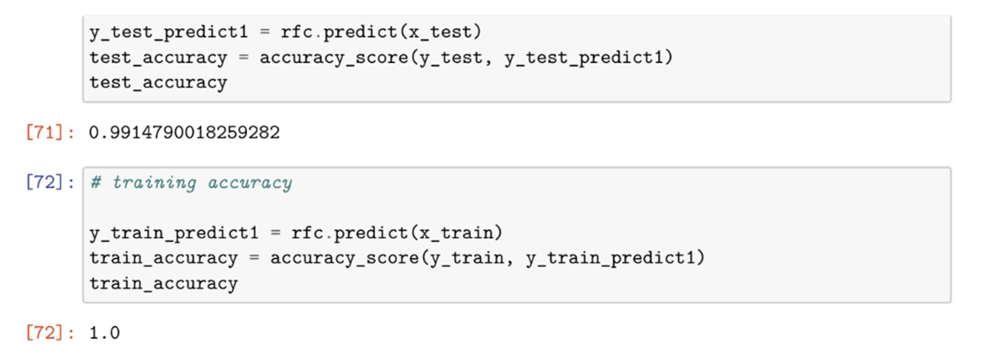 y_test_predict1 = rfc.predict(x_test)
test_accuracy = accuracy_score(y_test, y_test_predict1)
test_accuracy
[71]: 0.9914790018259282
[72]: # training accuracy
y_train_predict1 = rfc.predict(x_train)
train_accuracy = accuracy_score(y_train, y_train_predict1)
train_accuracy
[72]: 1.0